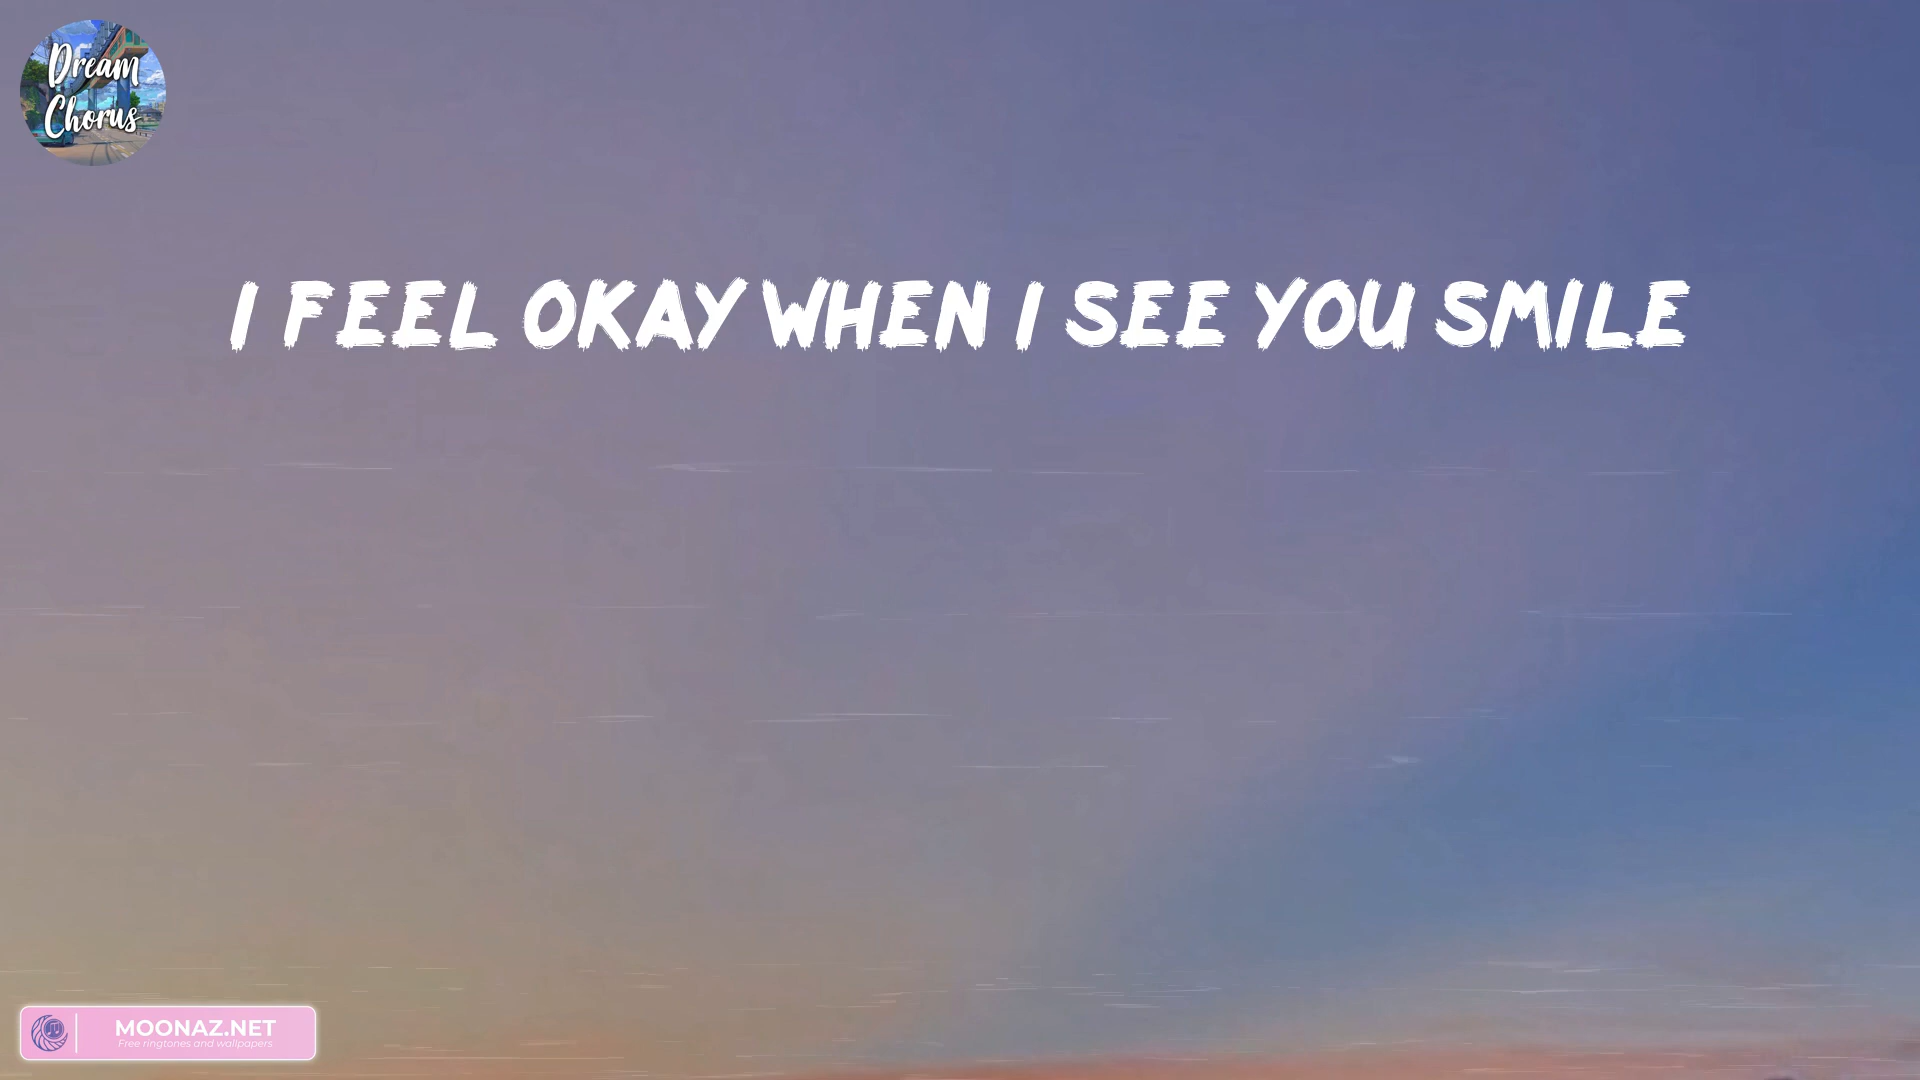 Dream
Chorus
I FEEL OKAY WHEN I SEE YOU SMILE
MOONAZ.NET
Free ringtones and wallpapers